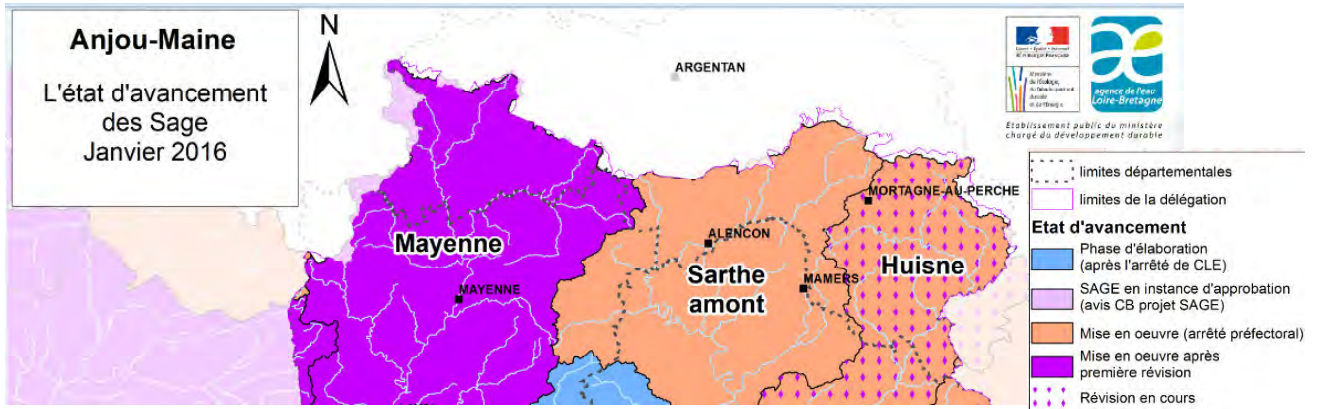 Anjou-Maine
L'état d'avancement
des Sage
Janvier 2016
N
ARGENTAN
agence de l'eau
Loire-Bretagne
Etablissement public du ministère
chargé du développement durable
MORTAGNE-AU-PERCHE
ALENCON
Mayenne
Huisne
Sarthe
amont
MAMERS
MAYENNE
limites départementales
limites de la délégation
Etat d'avancement
Phase d'élaboration
(après l'arrêté de CLE)
SAGE en instance d'approbation
(avis CB projet SAGE)
Mise en oeuvre (arrêté préfectoral)
Mise en oeuvre après
première révision
Révision en cours